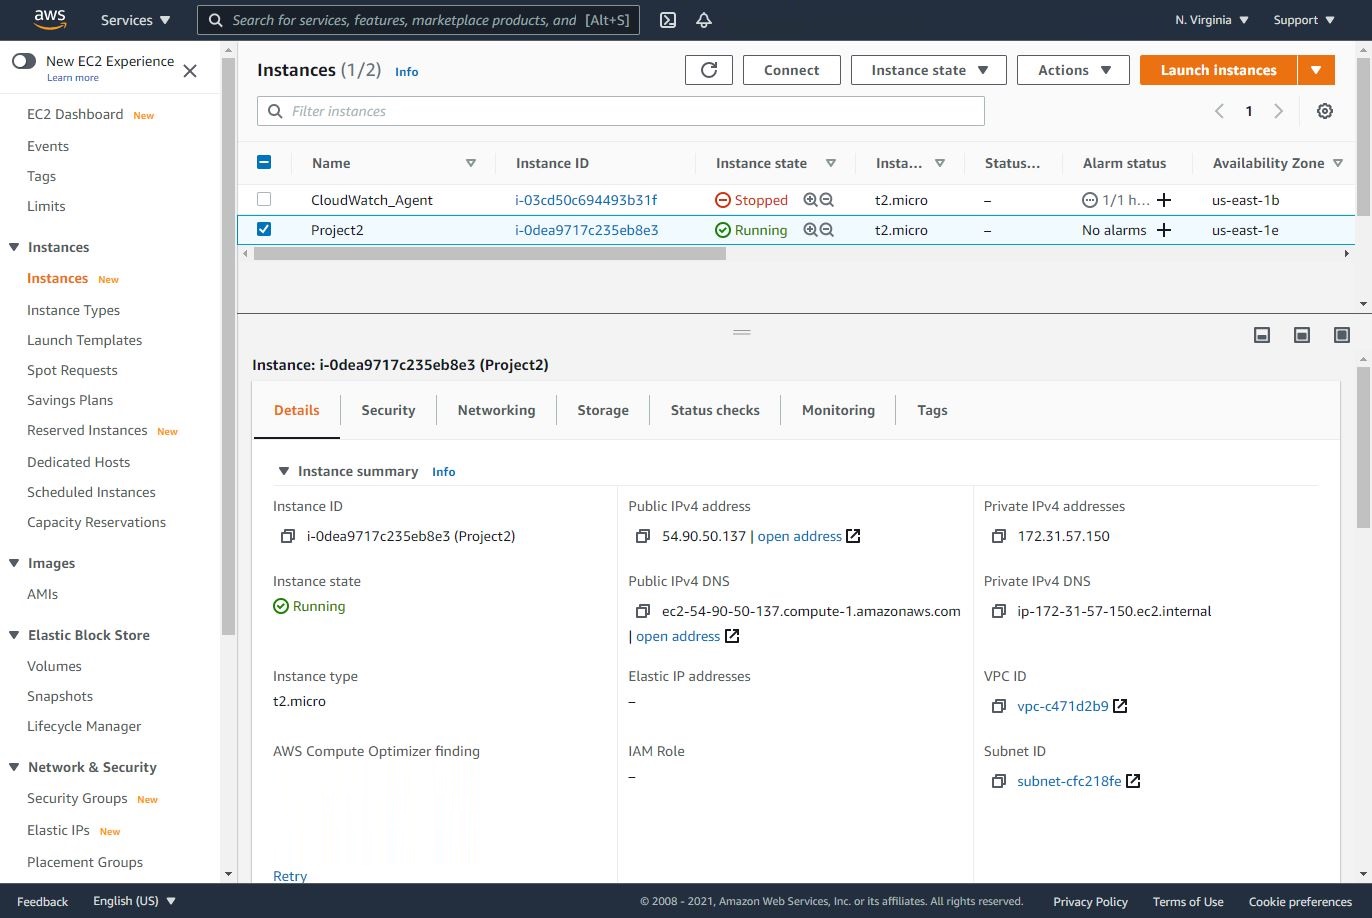 aws
Services
Search for services, features, marketplace products, and [Alt+S]
N. Virginia
Support
New EC2 Experience
Learn more
EC2 Dashboard New
Events
Tags
Limits
Instances
Instances New
Instance Types
Launch Templates
Spot Requests
Savings Plans
Reserved Instances New
Dedicated Hosts
Scheduled Instances
Capacity Reservations
Images
AMIs
Elastic Block Store
Volumes
Snapshots
Lifecycle Manager
Network & Security
Security Groups New
Elastic IPs New
Placement Groups
Instances (1/2) Info
Connect
Instance state
Actions
Launch instances
Filter instances
1
Name Instance ID Instance state Insta... Status... Alarm status Availability Zone
CloudWatch_Agent i-03cd50c694493b31f Stopped t2.micro – 1/1 h... us-east-1b
Project2 i-0dea9717c235eb8e3 Running t2.micro – No alarms us-east-1e
Instance: i-0dea9717c235eb8e3 (Project2)
Details Security Networking Storage Status checks Monitoring Tags
Instance summary Info
Instance ID
i-0dea9717c235eb8e3 (Project2)
Public IPv4 address
54.90.50.137 | open address
Private IPv4 addresses
172.31.57.150
Instance state
Running
Public IPv4 DNS
ec2-54-90-50-137.compute-1.amazonaws.com
| open address
Private IPv4 DNS
ip-172-31-57-150.ec2.internal
Instance type
t2.micro
Elastic IP addresses
–
VPC ID
vpc-c471d2b9
AWS Compute Optimizer finding
Retry
IAM Role
–
Subnet ID
subnet-cfc218fe
Feedback English (US) © 2008 - 2021, Amazon Web Services, Inc. or its affiliates. All rights reserved. Privacy Policy Terms of Use Cookie preferences